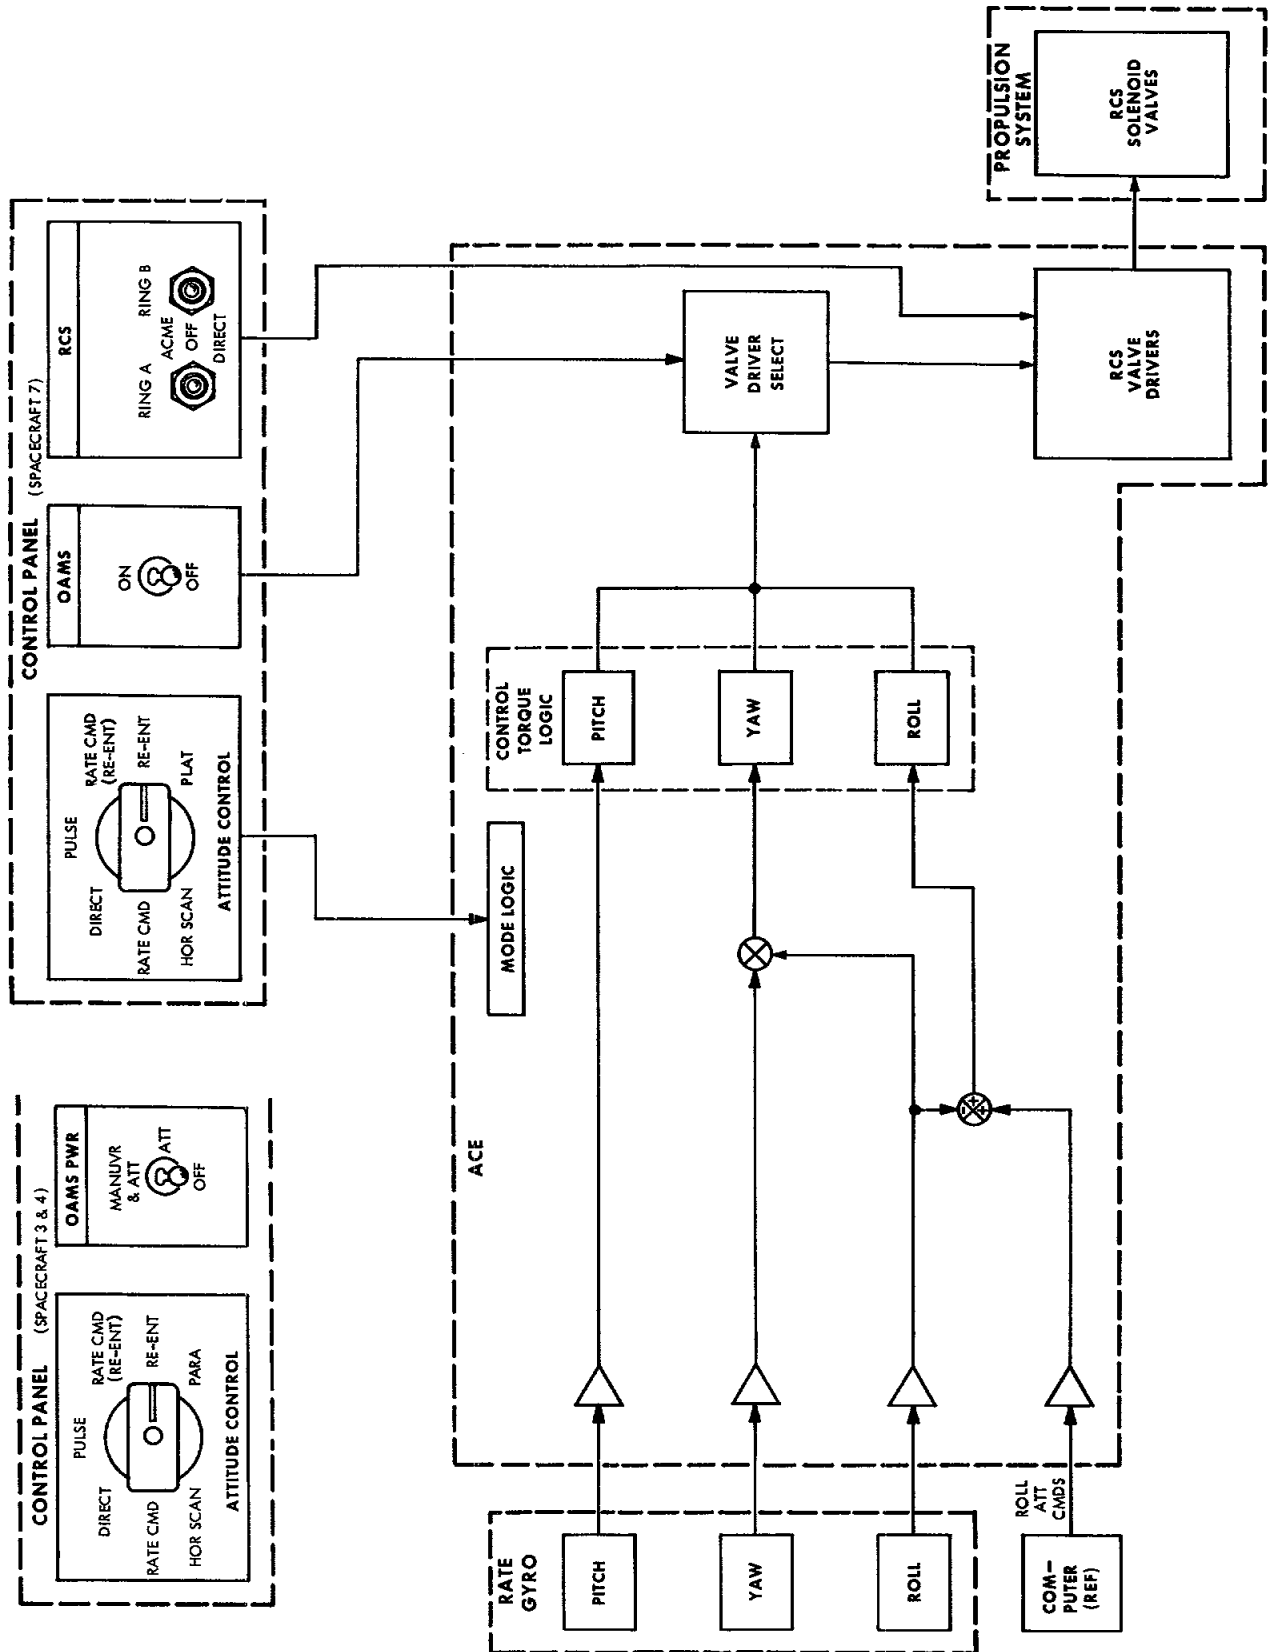 CONTROL PANEL
(SPACECRAFT 3 & 4)
DIRECT
PULSE
RATE CMD
(RE-ENT)
RATE CMD
RE-ENT
HOR SCAN
PARA
ATTITUDE CONTROL
OAMS PWR
MANUVR
& ATT
ATT
OFF
CONTROL PANEL
(SPACECRAFT 7)
DIRECT
PULSE
RATE CMD
(RE-ENT)
RATE CMD
RE-ENT
HOR SCAN
PLAT
ATTITUDE CONTROL
OAMS
ON
OFF
RCS
RING A
RING B
ACME
OFF
DIRECT
RATE
GYRO
PITCH
YAW
ROLL
COM-
PUTER
(REF)
ROLL
ATT
CMDS
ACE
MODE LOGIC
-
+
+
CONTROL
TORQUE
LOGIC
PITCH
YAW
ROLL
VALVE
DRIVER
SELECT
RCS
VALVE
DRIVERS
PROPULSION
SYSTEM
RCS
SOLENOID
VALVES